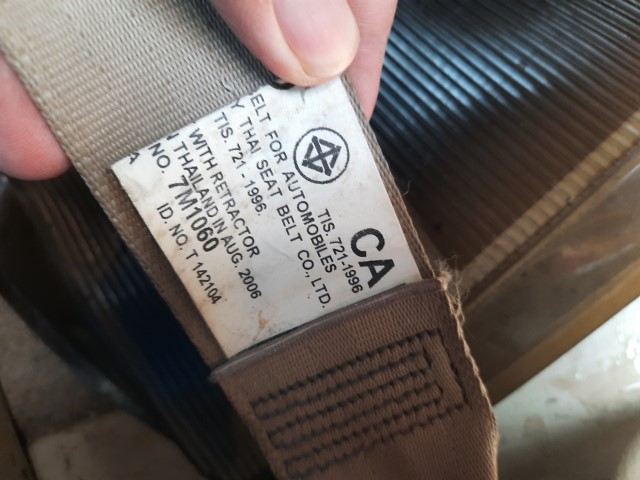 CA
TIS. 721-1996
ELT FOR AUTOMOBILES
Y THAI SEAT BELT CO., LTD.
TIS. 721 - 1996.
WITH RETRACTOR
N THAILAND IN AUG. 2006
NO. 7M1060
A
ID. NO. T 142104